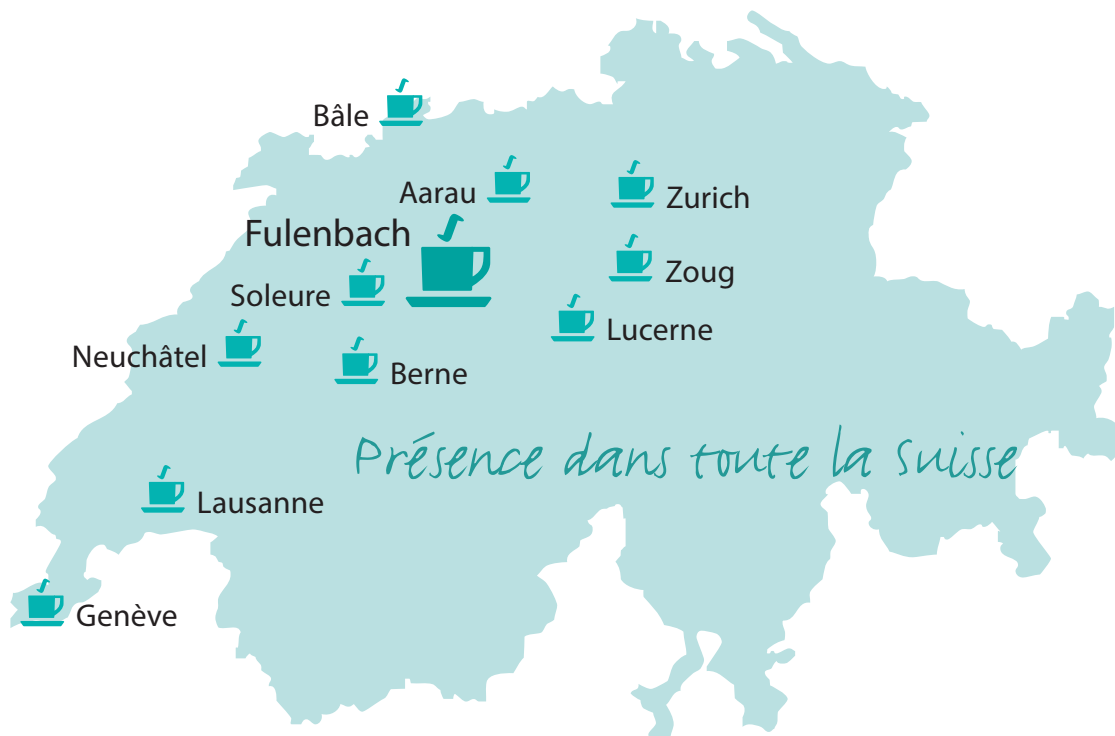 Bâle
Aarau
Zurich
Fulenbach
Zoug
Soleure
Lucerne
Neuchâtel
Berne
Présence dans toute la Suisse
Lausanne
Genève